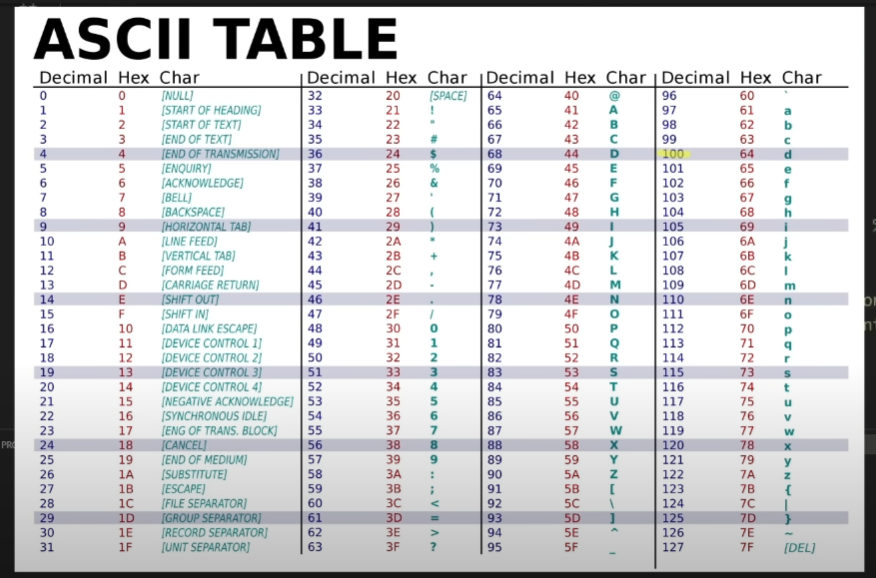 ASCII TABLE
Decimal Hex Char Decimal Hex Char Decimal Hex Char Decimal Hex Char
0 0 [NULL] 32 20 [SPACE] 64 40 @ 96 60 `
1 1 [START OF HEADING] 33 21 ! 65 41 A 97 61 a
2 2 [START OF TEXT] 34 22 " 66 42 B 98 62 b
3 3 [END OF TEXT] 35 23 # 67 43 C 99 63 c
4 4 [END OF TRANSMISSION] 36 24 $ 68 44 D 100 64 d
5 5 [ENQUIRY] 37 25 % 69 45 E 101 65 e
6 6 [ACKNOWLEDGE] 38 26 & 70 46 F 102 66 f
7 7 [BELL] 39 27 ' 71 47 G 103 67 g
8 8 [BACKSPACE] 40 28 ( 72 48 H 104 68 h
9 9 [HORIZONTAL TAB] 41 29 ) 73 49 I 105 69 i
10 A [LINE FEED] 42 2A * 74 4A J 106 6A j
11 B [VERTICAL TAB] 43 2B + 75 4B K 107 6B k
12 C [FORM FEED] 44 2C , 76 4C L 108 6C l
13 D [CARRIAGE RETURN] 45 2D - 77 4D M 109 6D m
14 E [SHIFT OUT] 46 2E . 78 4E N 110 6E n
15 F [SHIFT IN] 47 2F / 79 4F O 111 6F o
16 10 [DATA LINK ESCAPE] 48 30 0 80 50 P 112 70 p
17 11 [DEVICE CONTROL 1] 49 31 1 81 51 Q 113 71 q
18 12 [DEVICE CONTROL 2] 50 32 2 82 52 R 114 72 r
19 13 [DEVICE CONTROL 3] 51 33 3 83 53 S 115 73 s
20 14 [DEVICE CONTROL 4] 52 34 4 84 54 T 116 74 t
21 15 [NEGATIVE ACKNOWLEDGE] 53 35 5 85 55 U 117 75 u
22 16 [SYNCHRONOUS IDLE] 54 36 6 86 56 V 118 76 v
23 17 [ENG OF TRANS. BLOCK] 55 37 7 87 57 W 119 77 w
24 18 [CANCEL] 56 38 8 88 58 X 120 78 x
25 19 [END OF MEDIUM] 57 39 9 89 59 Y 121 79 y
26 1A [SUBSTITUTE] 58 3A : 90 5A Z 122 7A z
27 1B [ESCAPE] 59 3B ; 91 5B [ 123 7B {
28 1C [FILE SEPARATOR] 60 3C < 92 5C \ 124 7C |
29 1D [GROUP SEPARATOR] 61 3D = 93 5D ] 125 7D }
30 1E [RECORD SEPARATOR] 62 3E > 94 5E ^ 126 7E ~
31 1F [UNIT SEPARATOR] 63 3F ? 95 5F _ 127 7F [DEL]